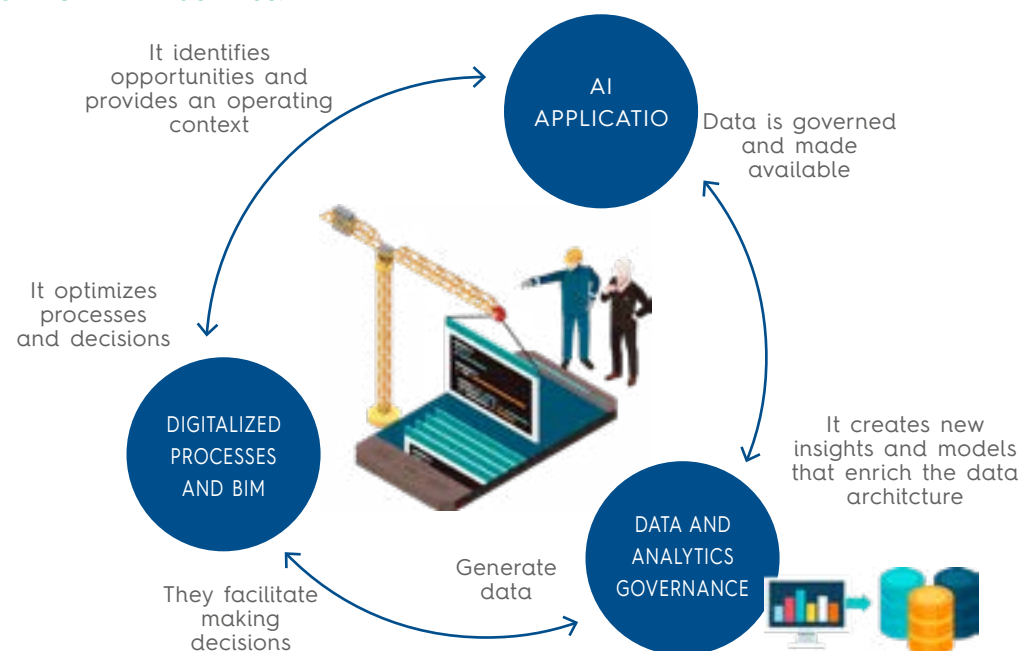 It identifies
opportunities and
provides an operating
context
AI
APPLICATIO
Data is governed
and made
available
It optimizes
processes
and decisions
DIGITALIZED
PROCESSES
AND BIM
It creates new
insights and models
that enrich the data
architcture
DATA AND
ANALYTICS
GOVERNANCE
Generate
data
They facilitate
making
decisions